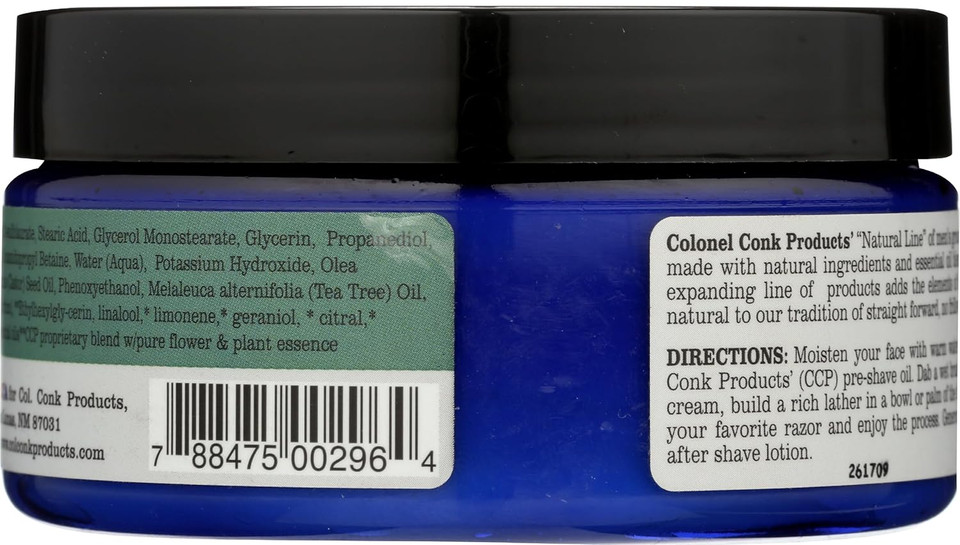 Stearic Acid, Glycerol Monostearate, Glycerin, Propanediol,
Betaine, Water (Aqua), Potassium Hydroxide, Olea
Seed Oil, Phenoxyethanol, Melaleuca alternifolia (Tea Tree) Oil,
linalool,* limonene,* geraniol, * citral,*
CCP proprietary blend w/pure flower & plant essence
for Col. Conk Products,
NM 87031
7 88475 00296 4
Colonel Conk Products' "Natural Line" of
made with natural ingredients and essential oil
expanding line of products adds the elements
natural to our tradition of straight forward, no
DIRECTIONS: Moisten your face with warm
Conk Products' (CCP) pre-shave oil. Dab a wet
cream, build a rich lather in a bowl or palm of the
your favorite razor and enjoy the process.
after shave lotion.
261709